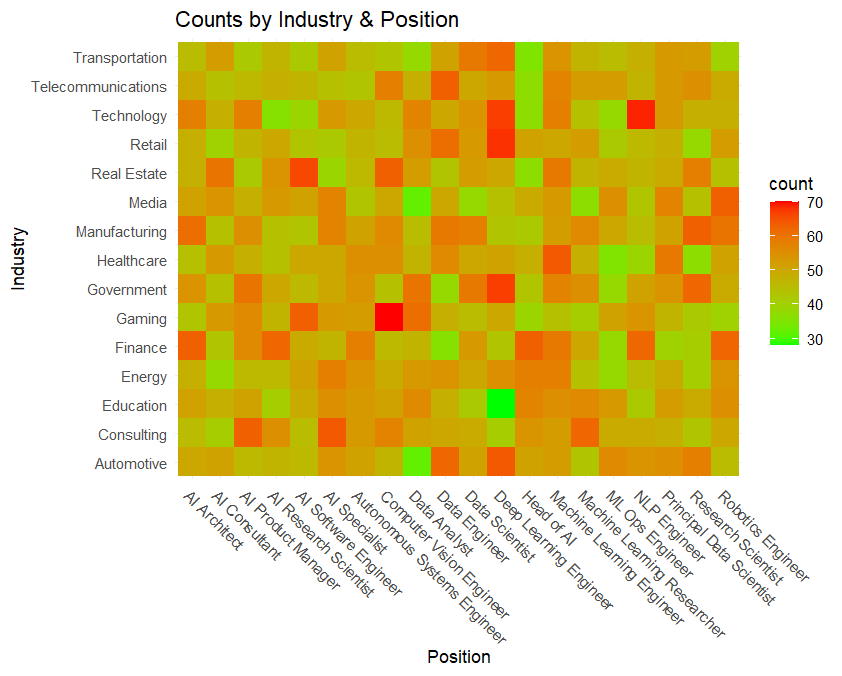 Counts by Industry & Position
Industry
Transportation
Telecommunications
Technology
Retail
Real Estate
Media
Manufacturing
Healthcare
Government
Gaming
Finance
Energy
Education
Consulting
Automotive
AI Architect
AI Consultant
AI Product Manager
AI Research Scientist
AI Software Engineer
AI Specialist
Autonomous Systems Engineer
Computer Vision Engineer
Data Analyst
Data Engineer
Data Scientist
Deep Learning Engineer
Head of AI
Machine Learning Engineer
Machine Learning Researcher
ML Ops Engineer
NLP Engineer
Principal Data Scientist
Research Scientist
Robotics Engineer
Position
count
70
60
50
40
30